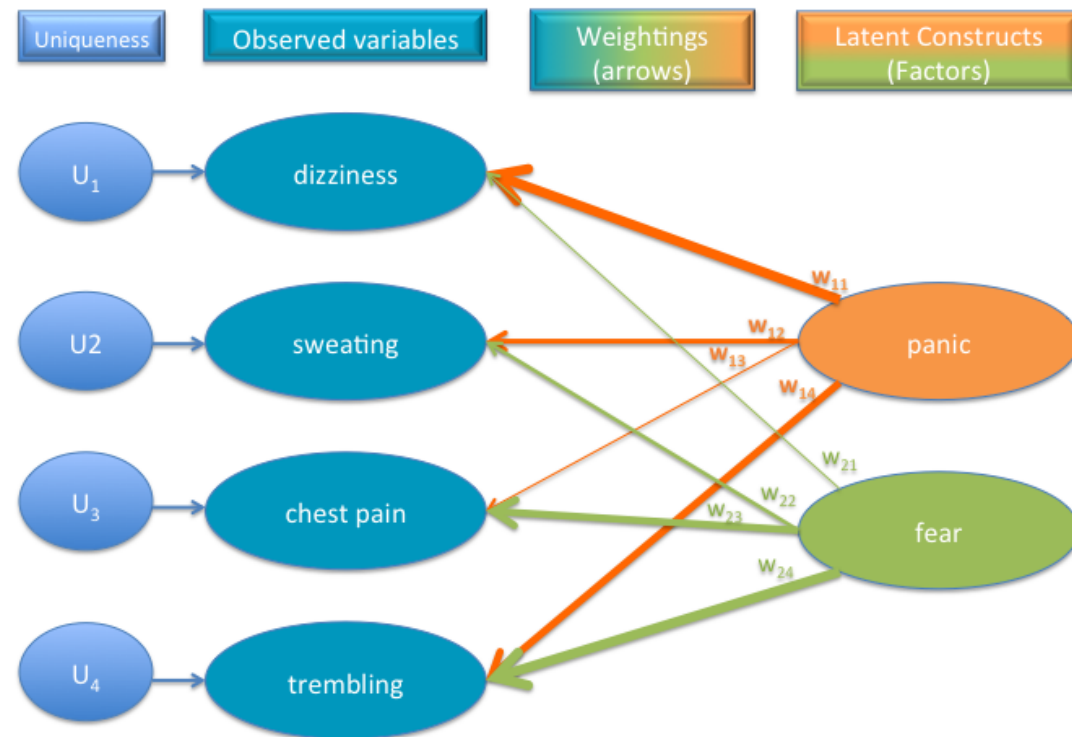 Uniqueness
Observed variables
Weightings
(arrows)
Latent Constructs
(Factors)
U₁
dizziness
w₁₁
U2
sweating
w₁₂
panic
w₁₃
w₁₄
w₂₁
U₃
chest pain
w₂₂
w₂₃
fear
w₂₄
U₄
trembling